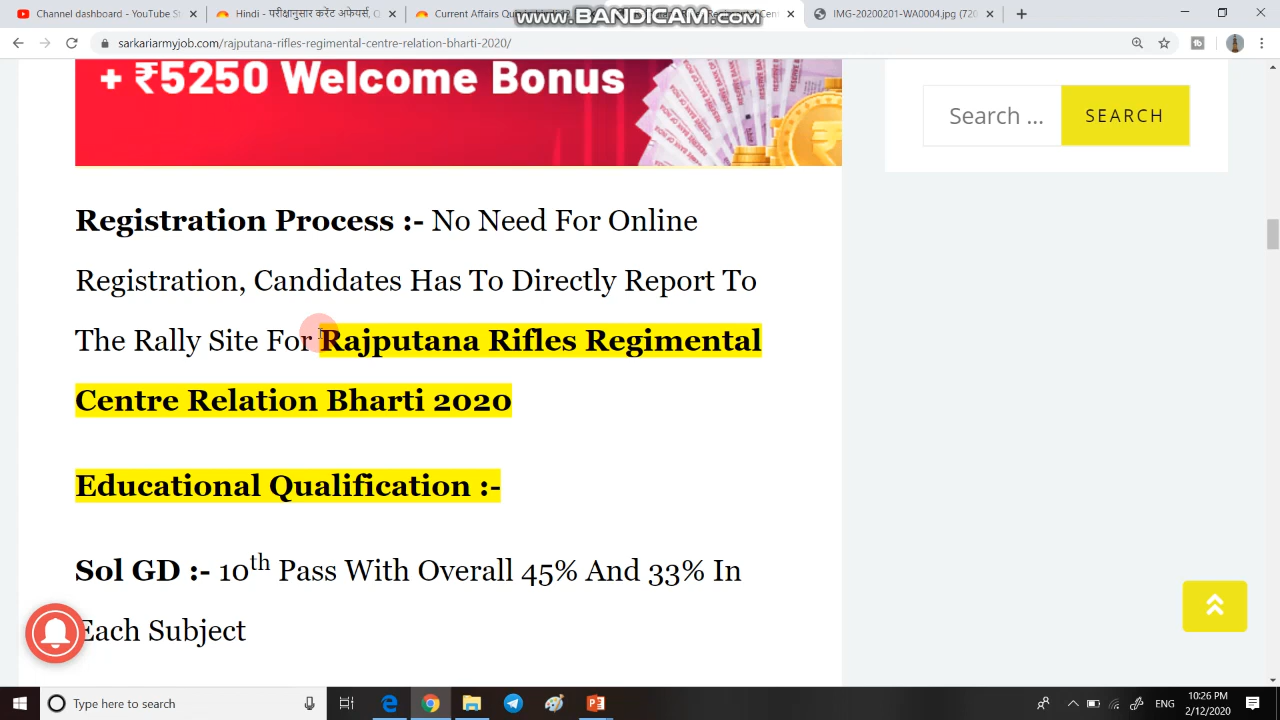 Channel dashboard - YouTube St
Hindi - परीक्षानुसार करेंट अफेयर्स, Q
Current Affairs Qu
WWW.BANDICAM.COM
IMG-20200201-WA0004.jpg (720
sarkariarmyjob.com/rajputana-rifles-regimental-centre-relation-bharti-2020/
+ ₹5250 Welcome Bonus
Search ...
SEARCH
Registration Process :- No Need For Online
Registration, Candidates Has To Directly Report To
The Rally Site For Rajputana Rifles Regimental
Centre Relation Bharti 2020
Educational Qualification :-
Sol GD :- 10th Pass With Overall 45% And 33% In
Each Subject
Type here to search
ENG
10:26 PM
2/12/2020